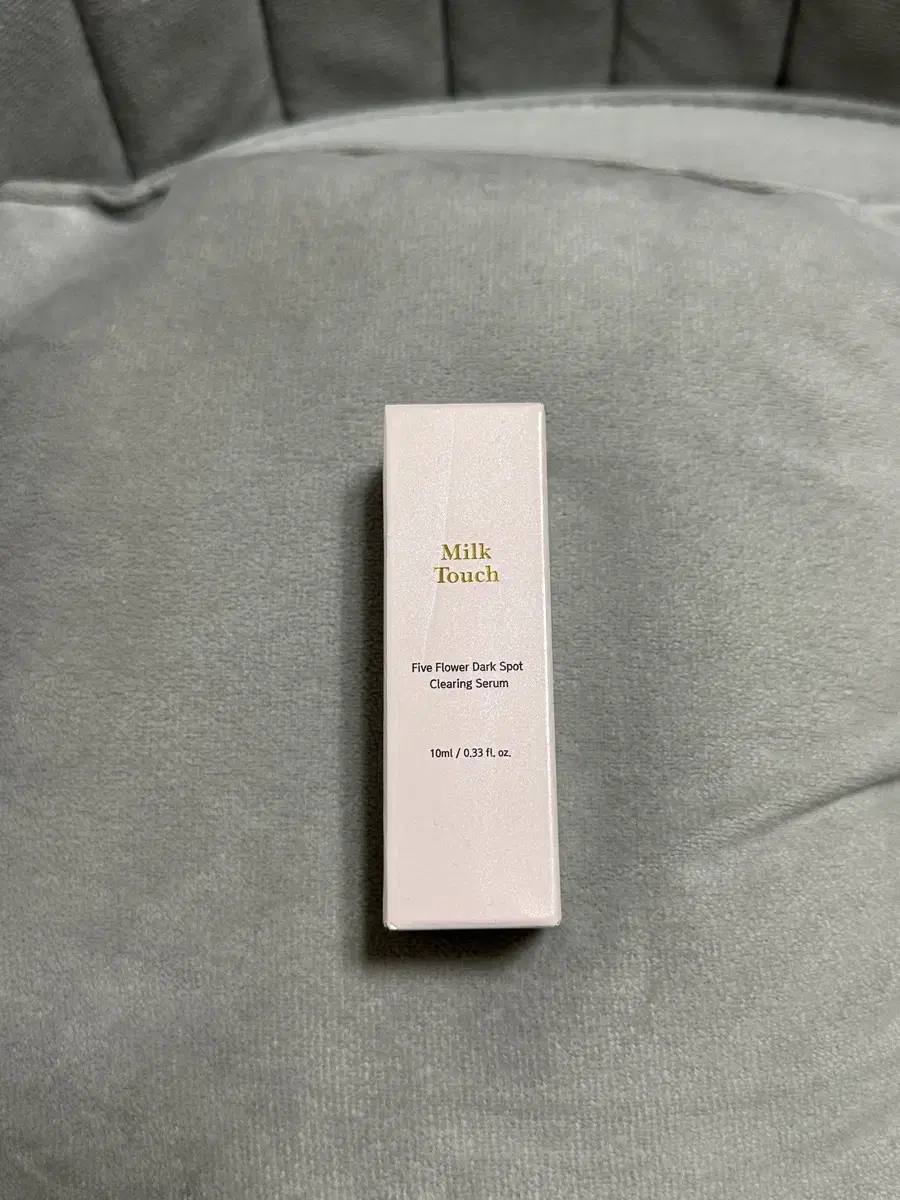 Milk
Touch
Five Flower Dark Spot
Clearing Serum
10ml / 0.33 fl. oz.